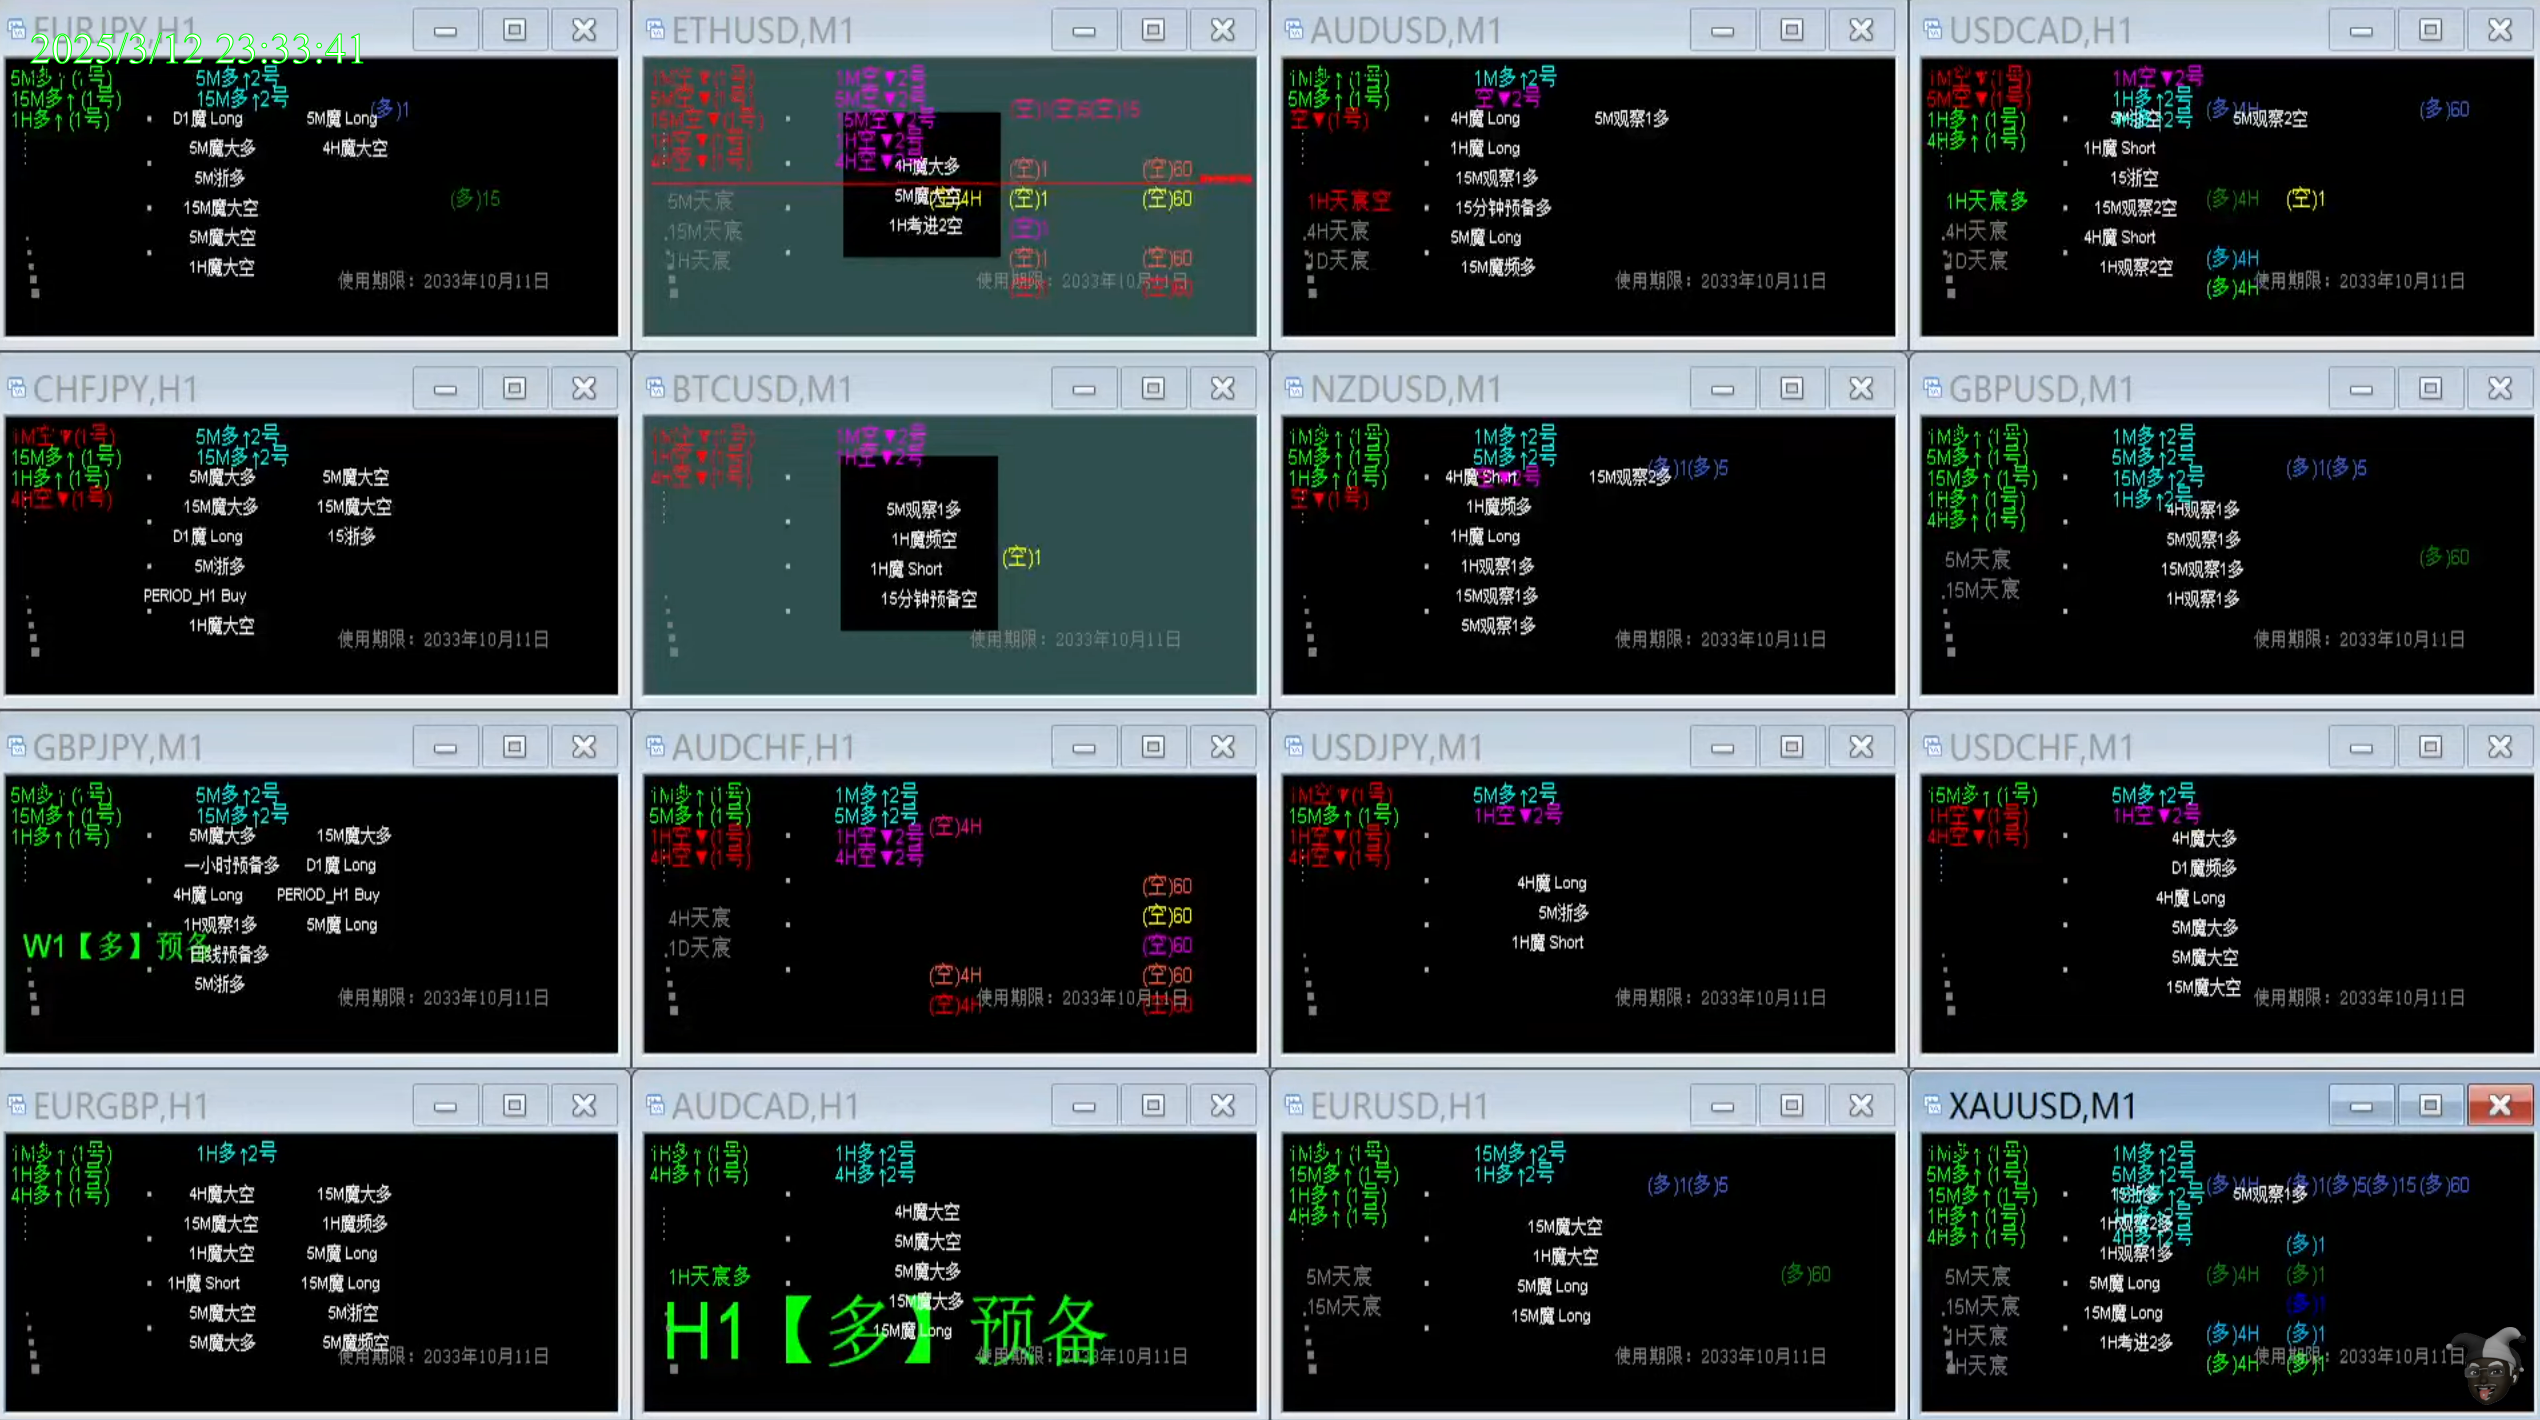 EURJPY,H1
2025/3/12 23:33:41
5M多↑(1号) 5M多↑2号
15M多↑(1号) 15M多↑2号
(多)1
1H多↑(1号) D1魔 Long 5M魔 Long
5M魔大多 4H魔大空
5M浙多
15M魔大空 (多)15
5M魔大空
1H魔大空
使用期限: 2033年10月11日
ETHUSD,M1
1M空▼(1号) 1M空▼2号
5M空▼(1号) 5M空▼2号
15M空▼(1号) 15M空▼2号 (空)1(空)5(空)15
1H空▼(1号) 1H空▼2号
4H空▼(1号) 4H空▼2号
4H魔大多 (空)1 (空)60
5M天宸 5M魔大空 (空)4H (空)1 (空)60
15M天宸 1H考进2空 (空)1
1H天宸 (空)1 (空)60
使用期限: 2033年10月11日
AUDUSD,M1
1M多↑(1号) 1M多↑2号
5M多↑(1号) 空▼2号
空▼(1号) 4H魔 Long 5M观察1多
1H魔 Long
15M观察1多
1H天宸空 15分钟预备多
4H天宸 5M魔 Long
1D天宸 15M魔频多
使用期限: 2033年10月11日
USDCAD,H1
1M空▼(1号) 1M空▼2号
5M空▼(1号) 1H多↑2号 (多)4H (多)60
1H多↑(1号) 5M观察2空
4H多↑(1号) 1H魔 Short
15浙空
1H天宸多 15M观察2空 (多)4H (空)1
4H天宸 4H魔 Short
1D天宸 1H观察2空 (多)4H
(多)4H 使用期限: 2033年10月11日
CHFJPY,H1
1M空▼(1号) 5M多↑2号
15M多↑(1号) 15M多↑2号
1H多↑(1号) 5M魔大多 5M魔大空
4H空▼(1号) 15M魔大多 15M魔大空
D1魔 Long 15浙多
5M浙多
PERIOD_H1 Buy
1H魔大空
使用期限: 2033年10月11日
BTCUSD,M1
1M空▼(1号) 1M空▼2号
1H空▼(1号) 1H空▼2号
4H空▼(1号)
5M观察1多
1H魔频空 (空)1
1H魔 Short
15分钟预备空
使用期限: 2033年10月11日
NZDUSD,M1
1M多↑(1号) 1M多↑2号
5M多↑(1号) 5M多↑2号 (多)1(多)5
1H多↑(1号) 4H魔 Short 空▼2号 15M观察2多
空▼(1号) 1H魔频多
1H魔 Long
1H观察1多
15M观察1多
5M观察1多
使用期限: 2033年10月11日
GBPUSD,M1
1M多↑(1号) 1M多↑2号
5M多↑(1号) 5M多↑2号 (多)1(多)5
15M多↑(1号) 15M多↑2号
1H多↑(1号) 1H多↑2号
4H多↑(1号) 4H观察1多
5M观察1多
5M天宸 15M观察1多 (多)60
15M天宸 1H观察1多
使用期限: 2033年10月11日
GBPJPY,M1
5M多↑(1号) 5M多↑2号
15M多↑(1号) 15M多↑2号
1H多↑(1号) 5M魔大多 15M魔大多
一小时预备多 D1魔 Long
4H魔 Long PERIOD_H1 Buy
1H观察1多 5M魔 Long
W1【多】预备 日线预备多
5M浙多
使用期限: 2033年10月11日
AUDCHF,H1
1M多↑(1号) 1M多↑2号
5M多↑(1号) 5M多↑2号
1H空▼(1号) 1H空▼2号 (空)4H
4H空▼(1号) 4H空▼2号
(空)60
4H天宸 (空)60
1D天宸 (空)60
(空)4H (空)60
(空)4H 使用期限: 2033年10月11日 (空)60
USDJPY,M1
1M空▼(1号) 5M多↑2号
15M多↑(1号) 1H空▼2号
1H空▼(1号)
4H空▼(1号)
4H魔 Long
5M浙多
1H魔 Short
使用期限: 2033年10月11日
USDCHF,M1
15M多↑(1号) 5M多↑2号
1H空▼(1号) 1H空▼2号
4H空▼(1号) 4H魔大多
D1魔频多
4H魔 Long
5M魔大多
5M魔大空
15M魔大空
使用期限: 2033年10月11日
EURGBP,H1
1M多↑(1号) 1H多↑2号
1H多↑(1号)
4H多↑(1号) 4H魔大空 15M魔大多
15M魔大空 1H魔频多
1H魔大空 5M魔 Long
1H魔 Short 15M魔 Long
5M魔大空 5M浙空
5M魔大多 5M魔频空
使用期限: 2033年10月11日
AUDCAD,H1
1H多↑(1号) 1H多↑2号
4H多↑(1号) 4H多↑2号
4H魔大空
5M魔大空
1H天宸多 5M魔大多
15M魔大多
H1【多】预备 15M魔 Long
使用期限: 2033年10月11日
EURUSD,H1
1M多↑(1号) 15M多↑2号
15M多↑(1号) 1H多↑2号
1H多↑(1号) (多)1(多)5
4H多↑(1号) 15M魔大空
1H魔大空
5M天宸 5M魔 Long (多)60
15M天宸 15M魔 Long
使用期限: 2033年10月11日
XAUUSD,M1
1M多↑(1号) 1M多↑2号
5M多↑(1号) 5M多↑2号
15M多↑(1号) (多)4H (多)1(多)5(多)15(多)60
1H多↑(1号) 5M观察1多
4H多↑(1号) 4H多↑2号 1H观察2多 (多)1
1H观察1多
5M天宸 5M魔 Long (多)4H (多)1
15M天宸 15M魔 Long (多)1
1H天宸 1H考进2多 (多)4H (多)1
4H天宸 (多)4H (多)1 使用期限: 2033年10月11日